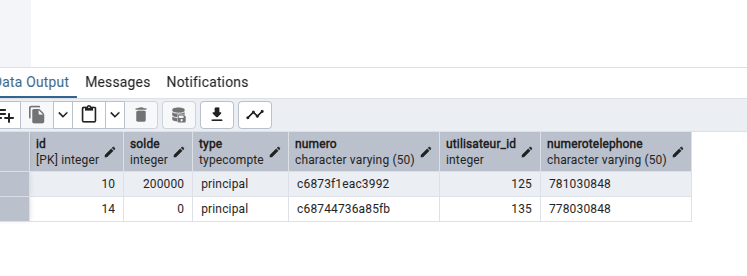 Data Output Messages Notifications
id solde type numero utilisateur_id numerotelephone
[PK] integer integer typecompte character varying (50) integer character varying (50)
10 200000 principal c6873f1eac3992 125 781030848
14 0 principal c68744736a85fb 135 778030848